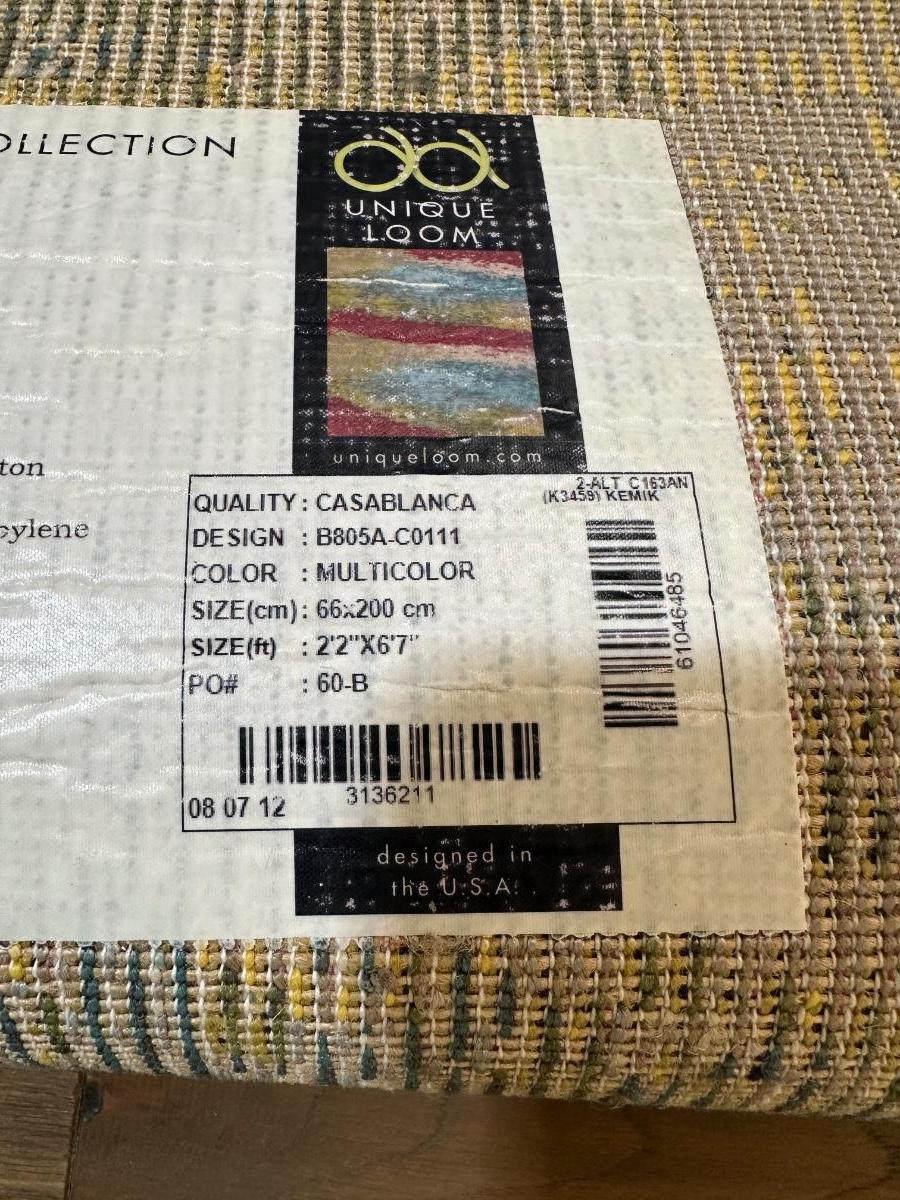 OLLECTION
UNIQUE
LOOM
uniqueloom.com
ton
pylene
2-ALT C163AN
(K3459) KEMIK
QUALITY : CASABLANCA
DESIGN : B805A-C0111
COLOR : MULTICOLOR
SIZE(cm) : 66x200 cm
SIZE(ft) : 2'2"X6'7"
PO# : 60-B
61046485
3136211
08 07 12
designed in
the U.S.A.